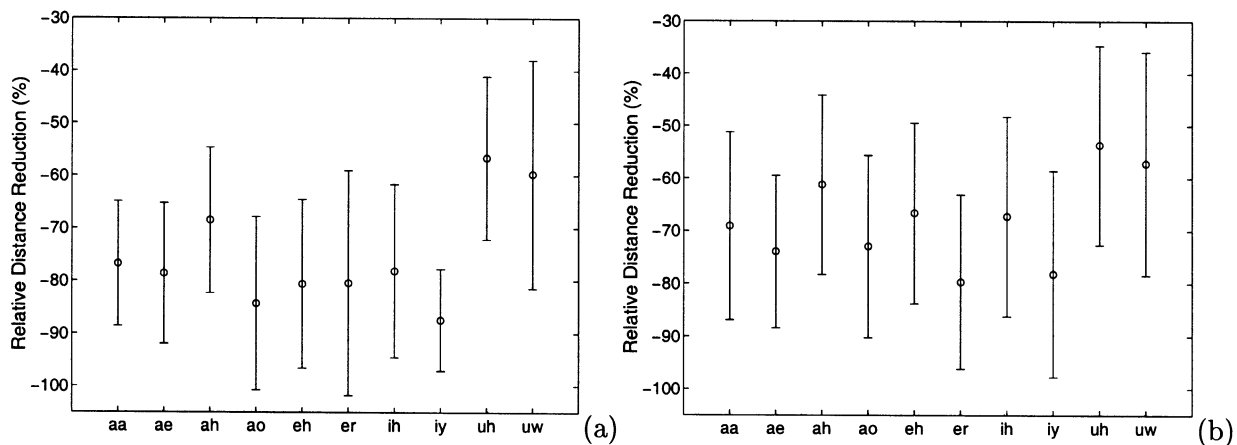 Relative Distance Reduction (%)
-30
-40
-50
-60
-70
-80
-90
-100
aa ae ah ao eh er ih iy uh uw
(a)
Relative Distance Reduction (%)
-30
-40
-50
-60
-70
-80
-90
-100
aa ae ah ao eh er ih iy uh uw
(b)